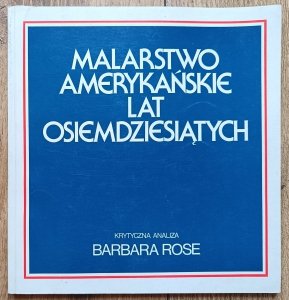 MALARSTWO
AMERYKAŃSKIE
LAT
OSIEMDZIESIĄTYCH
KRYTYCZNA ANALIZA
BARBARA ROSE